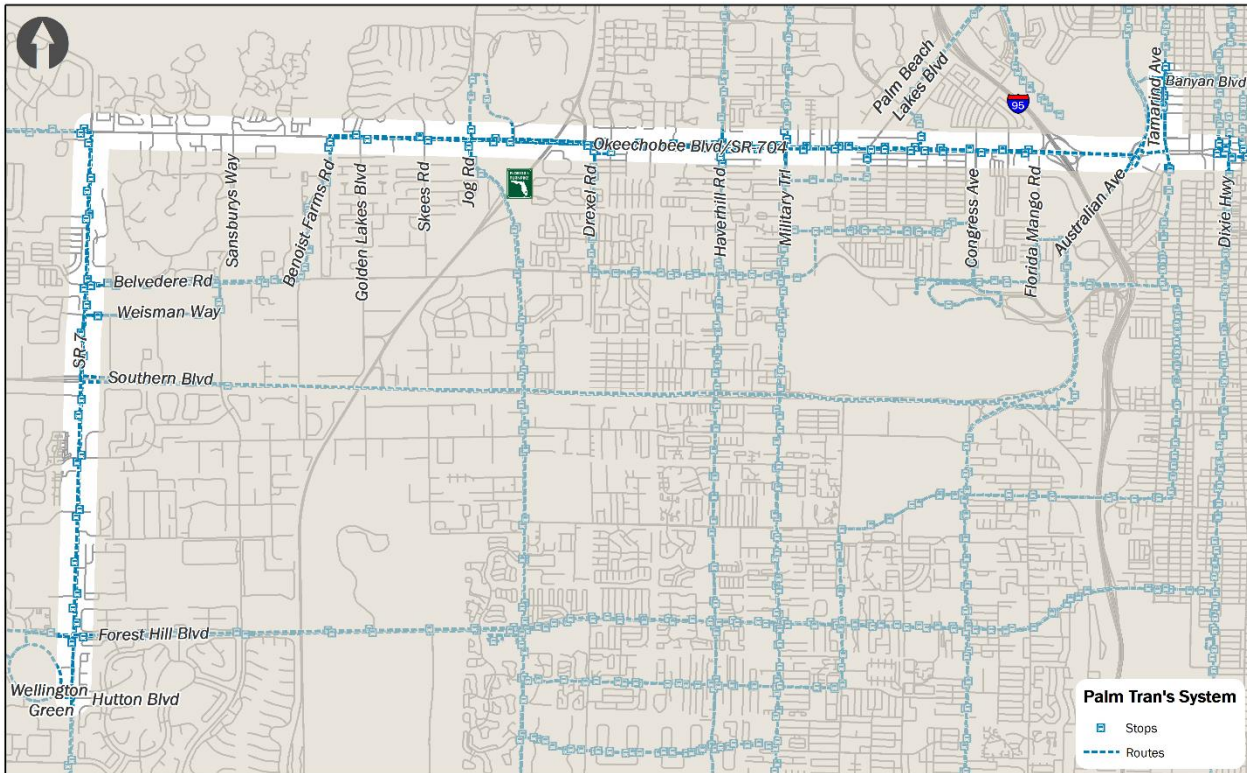 Palm Beach
Lakes Blvd
Tamarind Ave
Banyan Blvd
95
Okeechobee Blvd/SR 704
Sansburys Way
Benoist Farms Rd
Golden Lakes Blvd
Skees Rd
Jog Rd
Drexel Rd
Haverhill Rd
Military Trl
Congress Ave
Florida Mango Rd
Australian Ave
Dixie Hwy
Belvedere Rd
Weisman Way
SR 7
Southern Blvd
Forest Hill Blvd
Wellington
Green
Hutton Blvd
Palm Tran's System
Stops
Routes